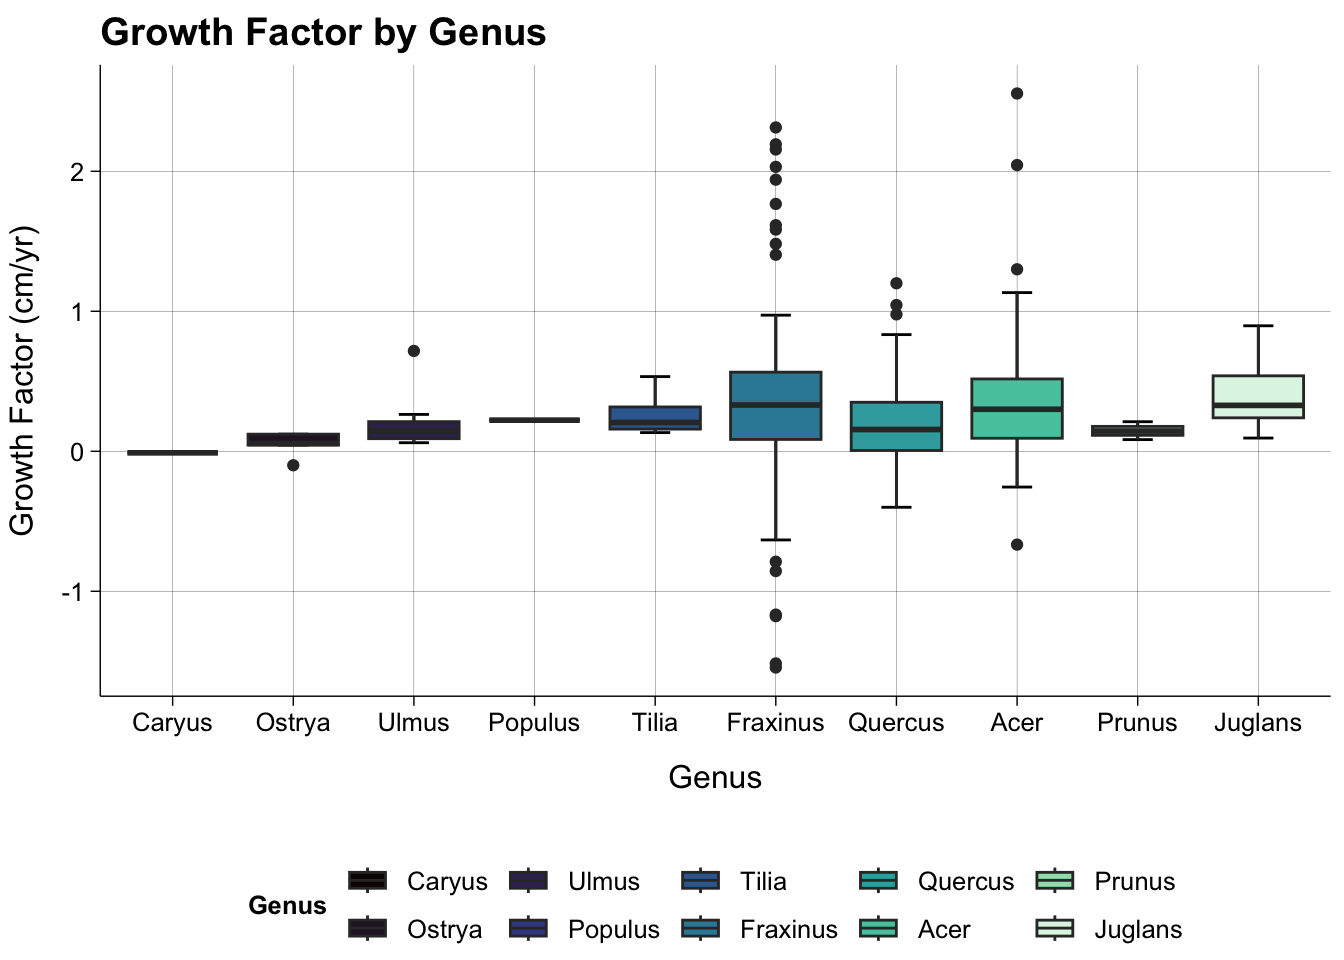 Growth Factor by Genus
Growth Factor (cm/yr)
2
1
0
-1
Caryus Ostrya Ulmus Populus Tilia Fraxinus Quercus Acer Prunus Juglans
Genus
Genus
Caryus Ulmus Tilia Quercus Prunus
Ostrya Populus Fraxinus Acer Juglans